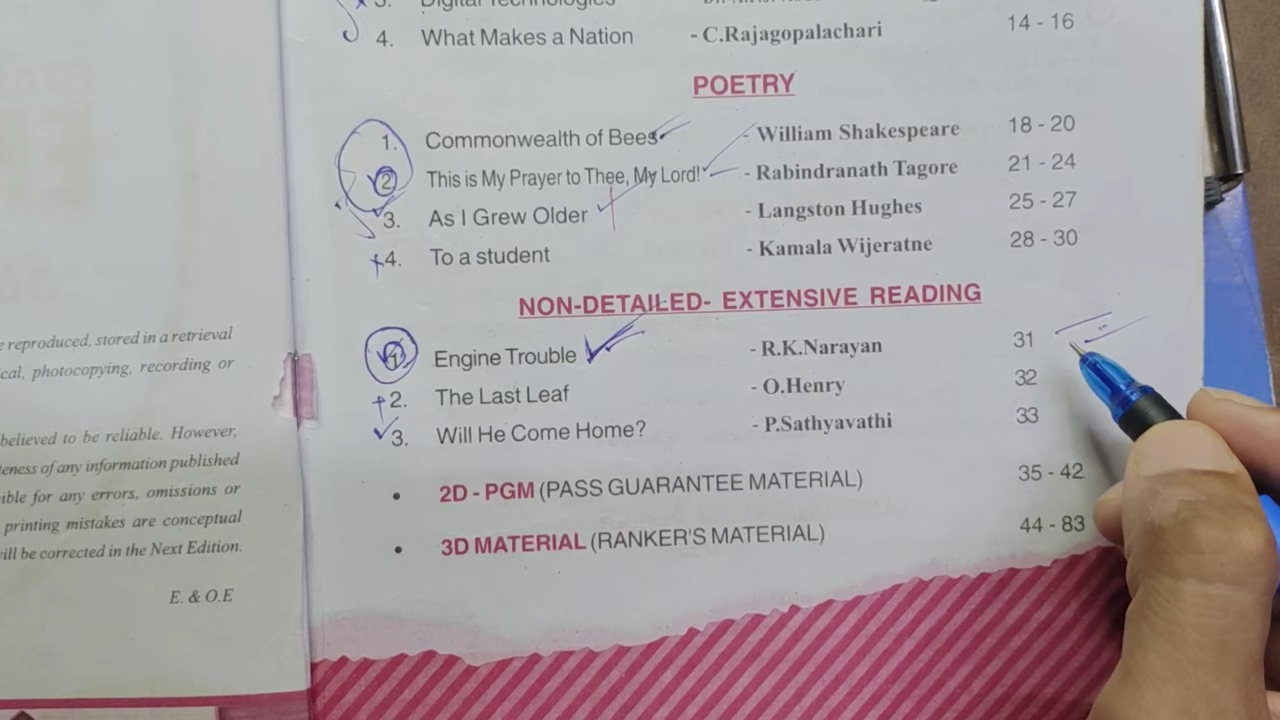 3. Digital Technologies
4. What Makes a Nation - C.Rajagopalachari 14 - 16
POETRY
1. Commonwealth of Bees - William Shakespeare 18 - 20
2. This is My Prayer to Thee, My Lord! - Rabindranath Tagore 21 - 24
3. As I Grew Older - Langston Hughes 25 - 27
4. To a student - Kamala Wijeratne 28 - 30
NON-DETAILED- EXTENSIVE READING
1. Engine Trouble - R.K.Narayan 31
2. The Last Leaf - O.Henry 32
3. Will He Come Home? - P.Sathyavathi 33
• 2D - PGM (PASS GUARANTEE MATERIAL) 35 - 42
• 3D MATERIAL (RANKER'S MATERIAL) 44 - 83
reproduced, stored in a retrieval
photocopying, recording or
believed to be reliable. However,
of any information published
for any errors, omissions or
printing mistakes are conceptual
be corrected in the Next Edition.
E. & O.E